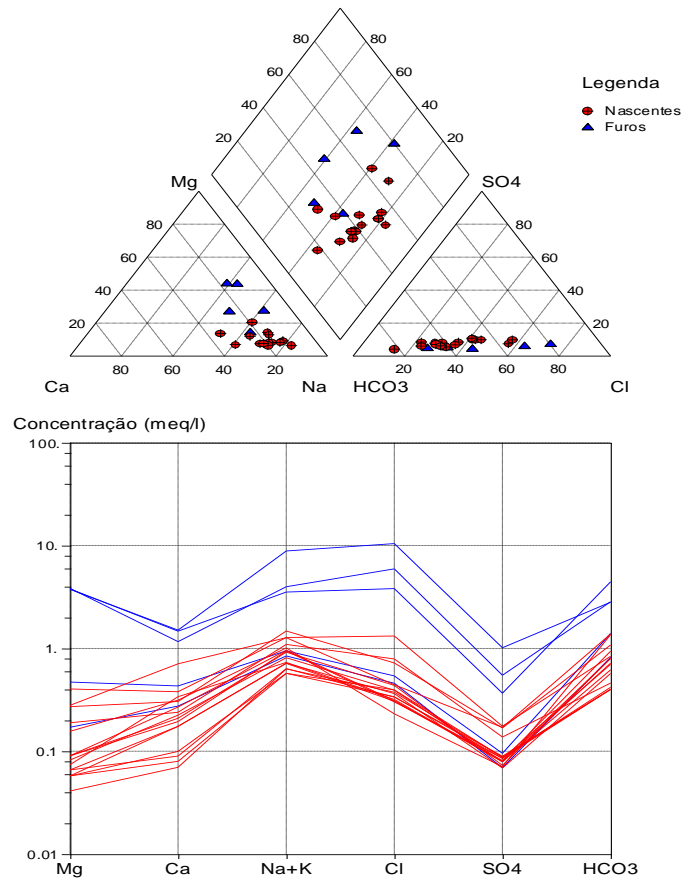 80 80
60 60
40 40
20 20
Legenda
Nascentes
Furos
Mg SO4
80 80
60 60
40 40
20 20
80 60 40 20 20 40 60 80
Ca Na HCO3 Cl
Concentração (meq/l)
100.
10.
1.
0.1
0.01
Mg Ca Na+K Cl SO4 HCO3